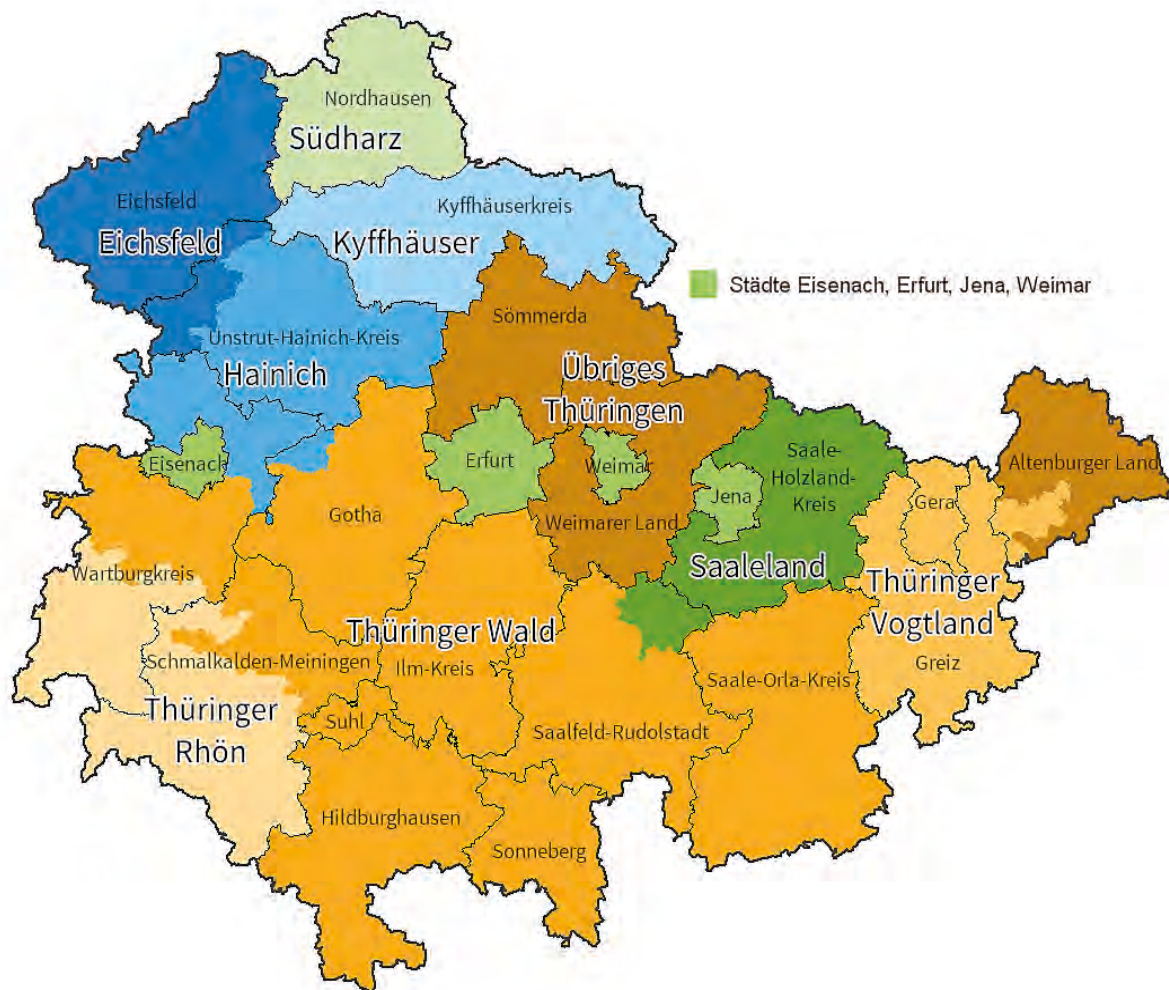 Nordhausen
Südharz
Eichsfeld
Eichsfeld
Kyffhäuserkreis
Kyffhäuser
Städte Eisenach, Erfurt, Jena, Weimar
Sömmerda
Unstrut-Hainich-Kreis
Hainich
Übriges
Thüringen
Eisenach
Erfurt
Weimar
Saale-
Holzland-
Kreis
Jena
Altenburger Land
Gera
Gotha
Weimarer Land
Saaleland
Wartburgkreis
Thüringer
Vogtland
Greiz
Thüringer Wald
Schmalkalden-Meiningen
Ilm-Kreis
Saale-Orla-Kreis
Thüringer
Rhön
Suhl
Saalfeld-Rudolstadt
Hildburghausen
Sonneberg